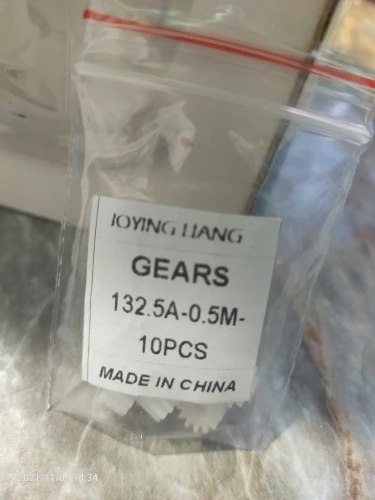 JOYING LIANG
GEARS
132.5A-0.5M-
10PCS
MADE IN CHINA